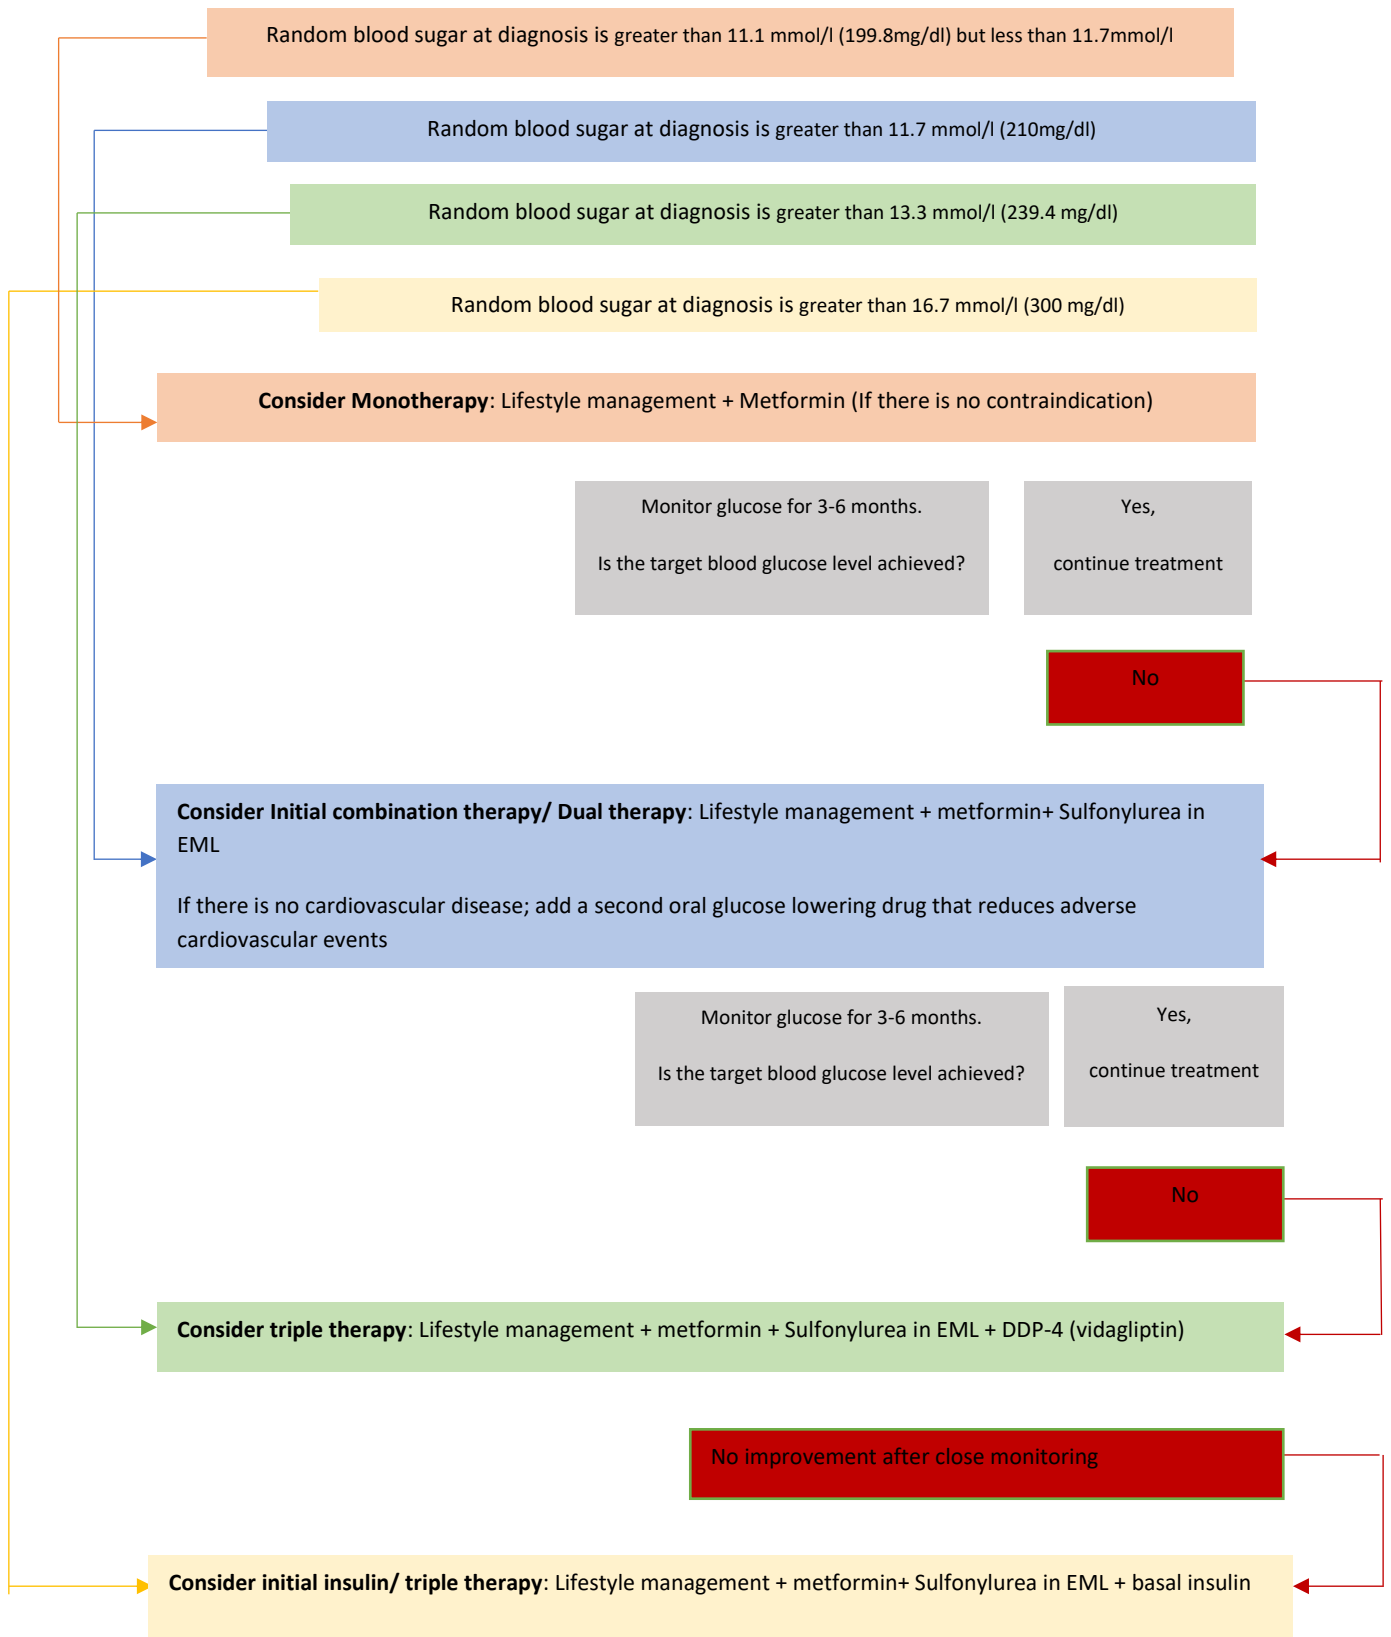 Random blood sugar at diagnosis is greater than 11.1 mmol/l (199.8mg/dl) but less than 11.7mmol/l
Random blood sugar at diagnosis is greater than 11.7 mmol/l (210mg/dl)
Random blood sugar at diagnosis is greater than 13.3 mmol/l (239.4 mg/dl)
Random blood sugar at diagnosis is greater than 16.7 mmol/l (300 mg/dl)
Consider Monotherapy: Lifestyle management + Metformin (If there is no contraindication)
Monitor glucose for 3-6 months.
Is the target blood glucose level achieved?
Yes,
continue treatment
No
Consider Initial combination therapy/ Dual therapy: Lifestyle management + metformin+ Sulfonylurea in
EML
If there is no cardiovascular disease; add a second oral glucose lowering drug that reduces adverse
cardiovascular events
Monitor glucose for 3-6 months.
Is the target blood glucose level achieved?
Yes,
continue treatment
No
Consider triple therapy: Lifestyle management + metformin + Sulfonylurea in EML + DDP-4 (vidagliptin)
No improvement after close monitoring
Consider initial insulin/ triple therapy: Lifestyle management + metformin+ Sulfonylurea in EML + basal insulin